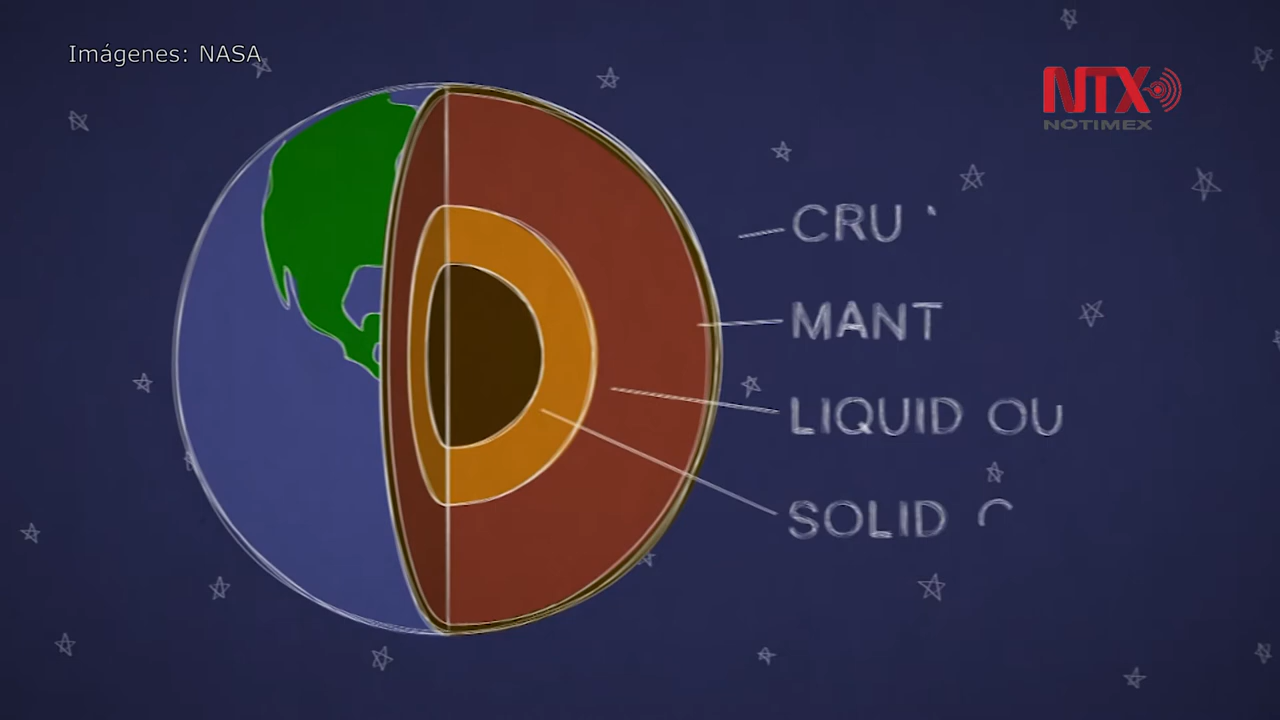 Imágenes: NASA
NTX
NOTIMEX
CRU
MANT
LIQUID OU
SOLID C